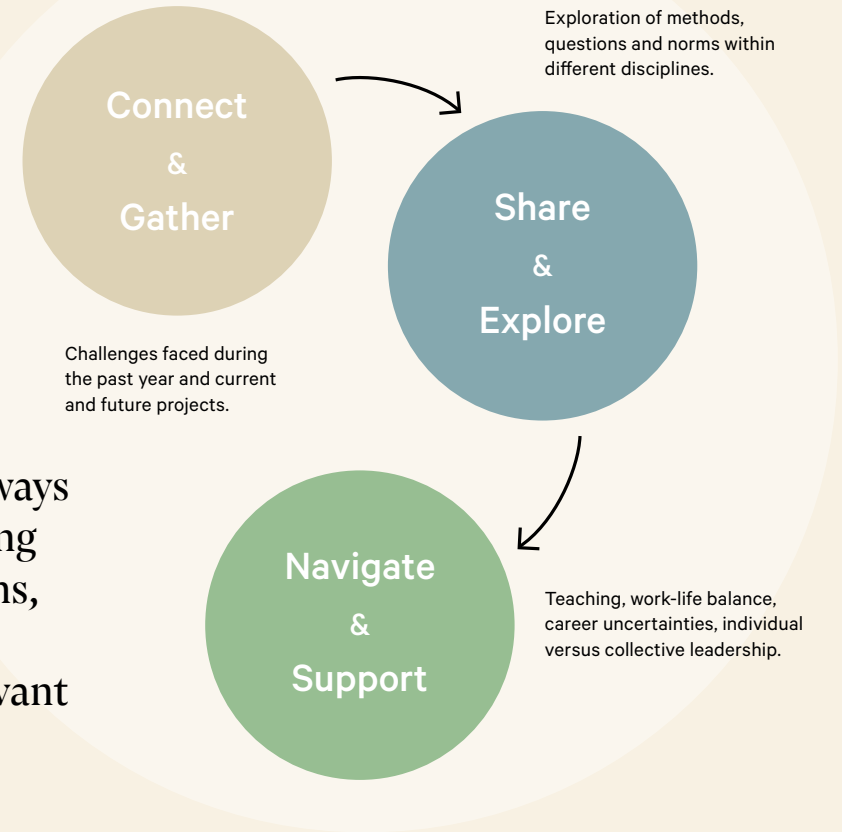 Connect
&
Gather
Challenges faced during
the past year and current
and future projects.
Exploration of methods,
questions and norms within
different disciplines.
Share
&
Explore
Navigate
&
Support
Teaching, work-life balance,
career uncertainties, individual
versus collective leadership.